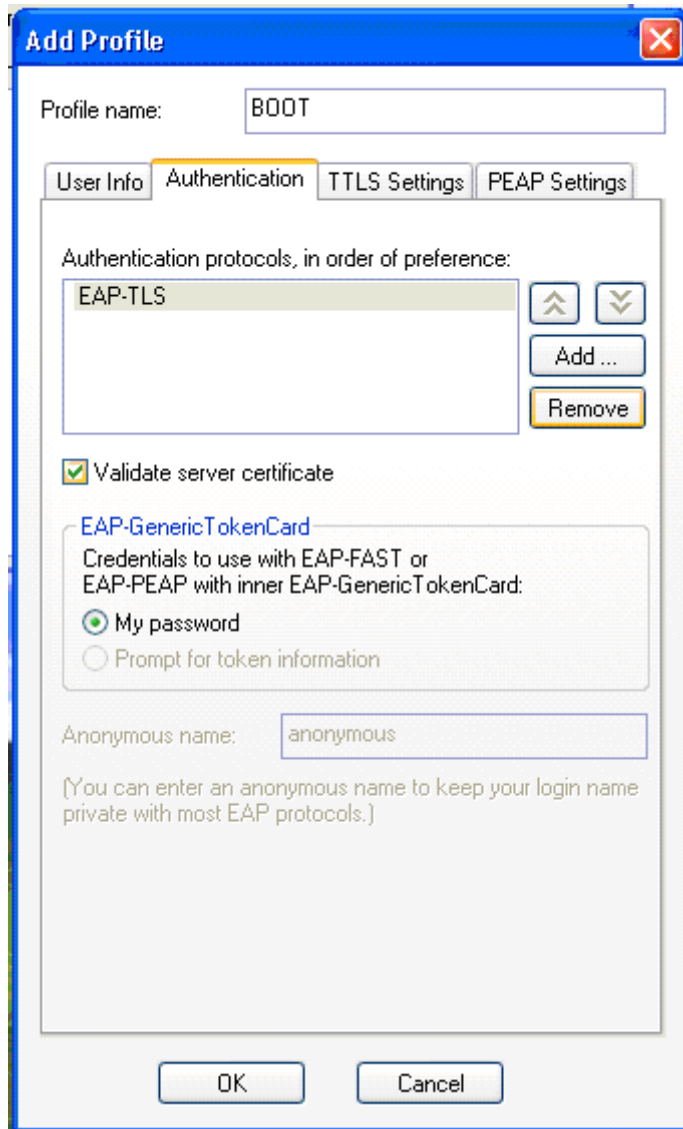 Add Profile
Profile name:
BOOT
User Info
Authentication
TTLS Settings
PEAP Settings
Authentication protocols, in order of preference:
EAP-TLS
Add ...
Remove
Validate server certificate
EAP-GenericTokenCard
Credentials to use with EAP-FAST or
EAP-PEAP with inner EAP-GenericTokenCard:
My password
Prompt for token information
Anonymous name:
anonymous
(You can enter an anonymous name to keep your login name
private with most EAP protocols.)
OK
Cancel